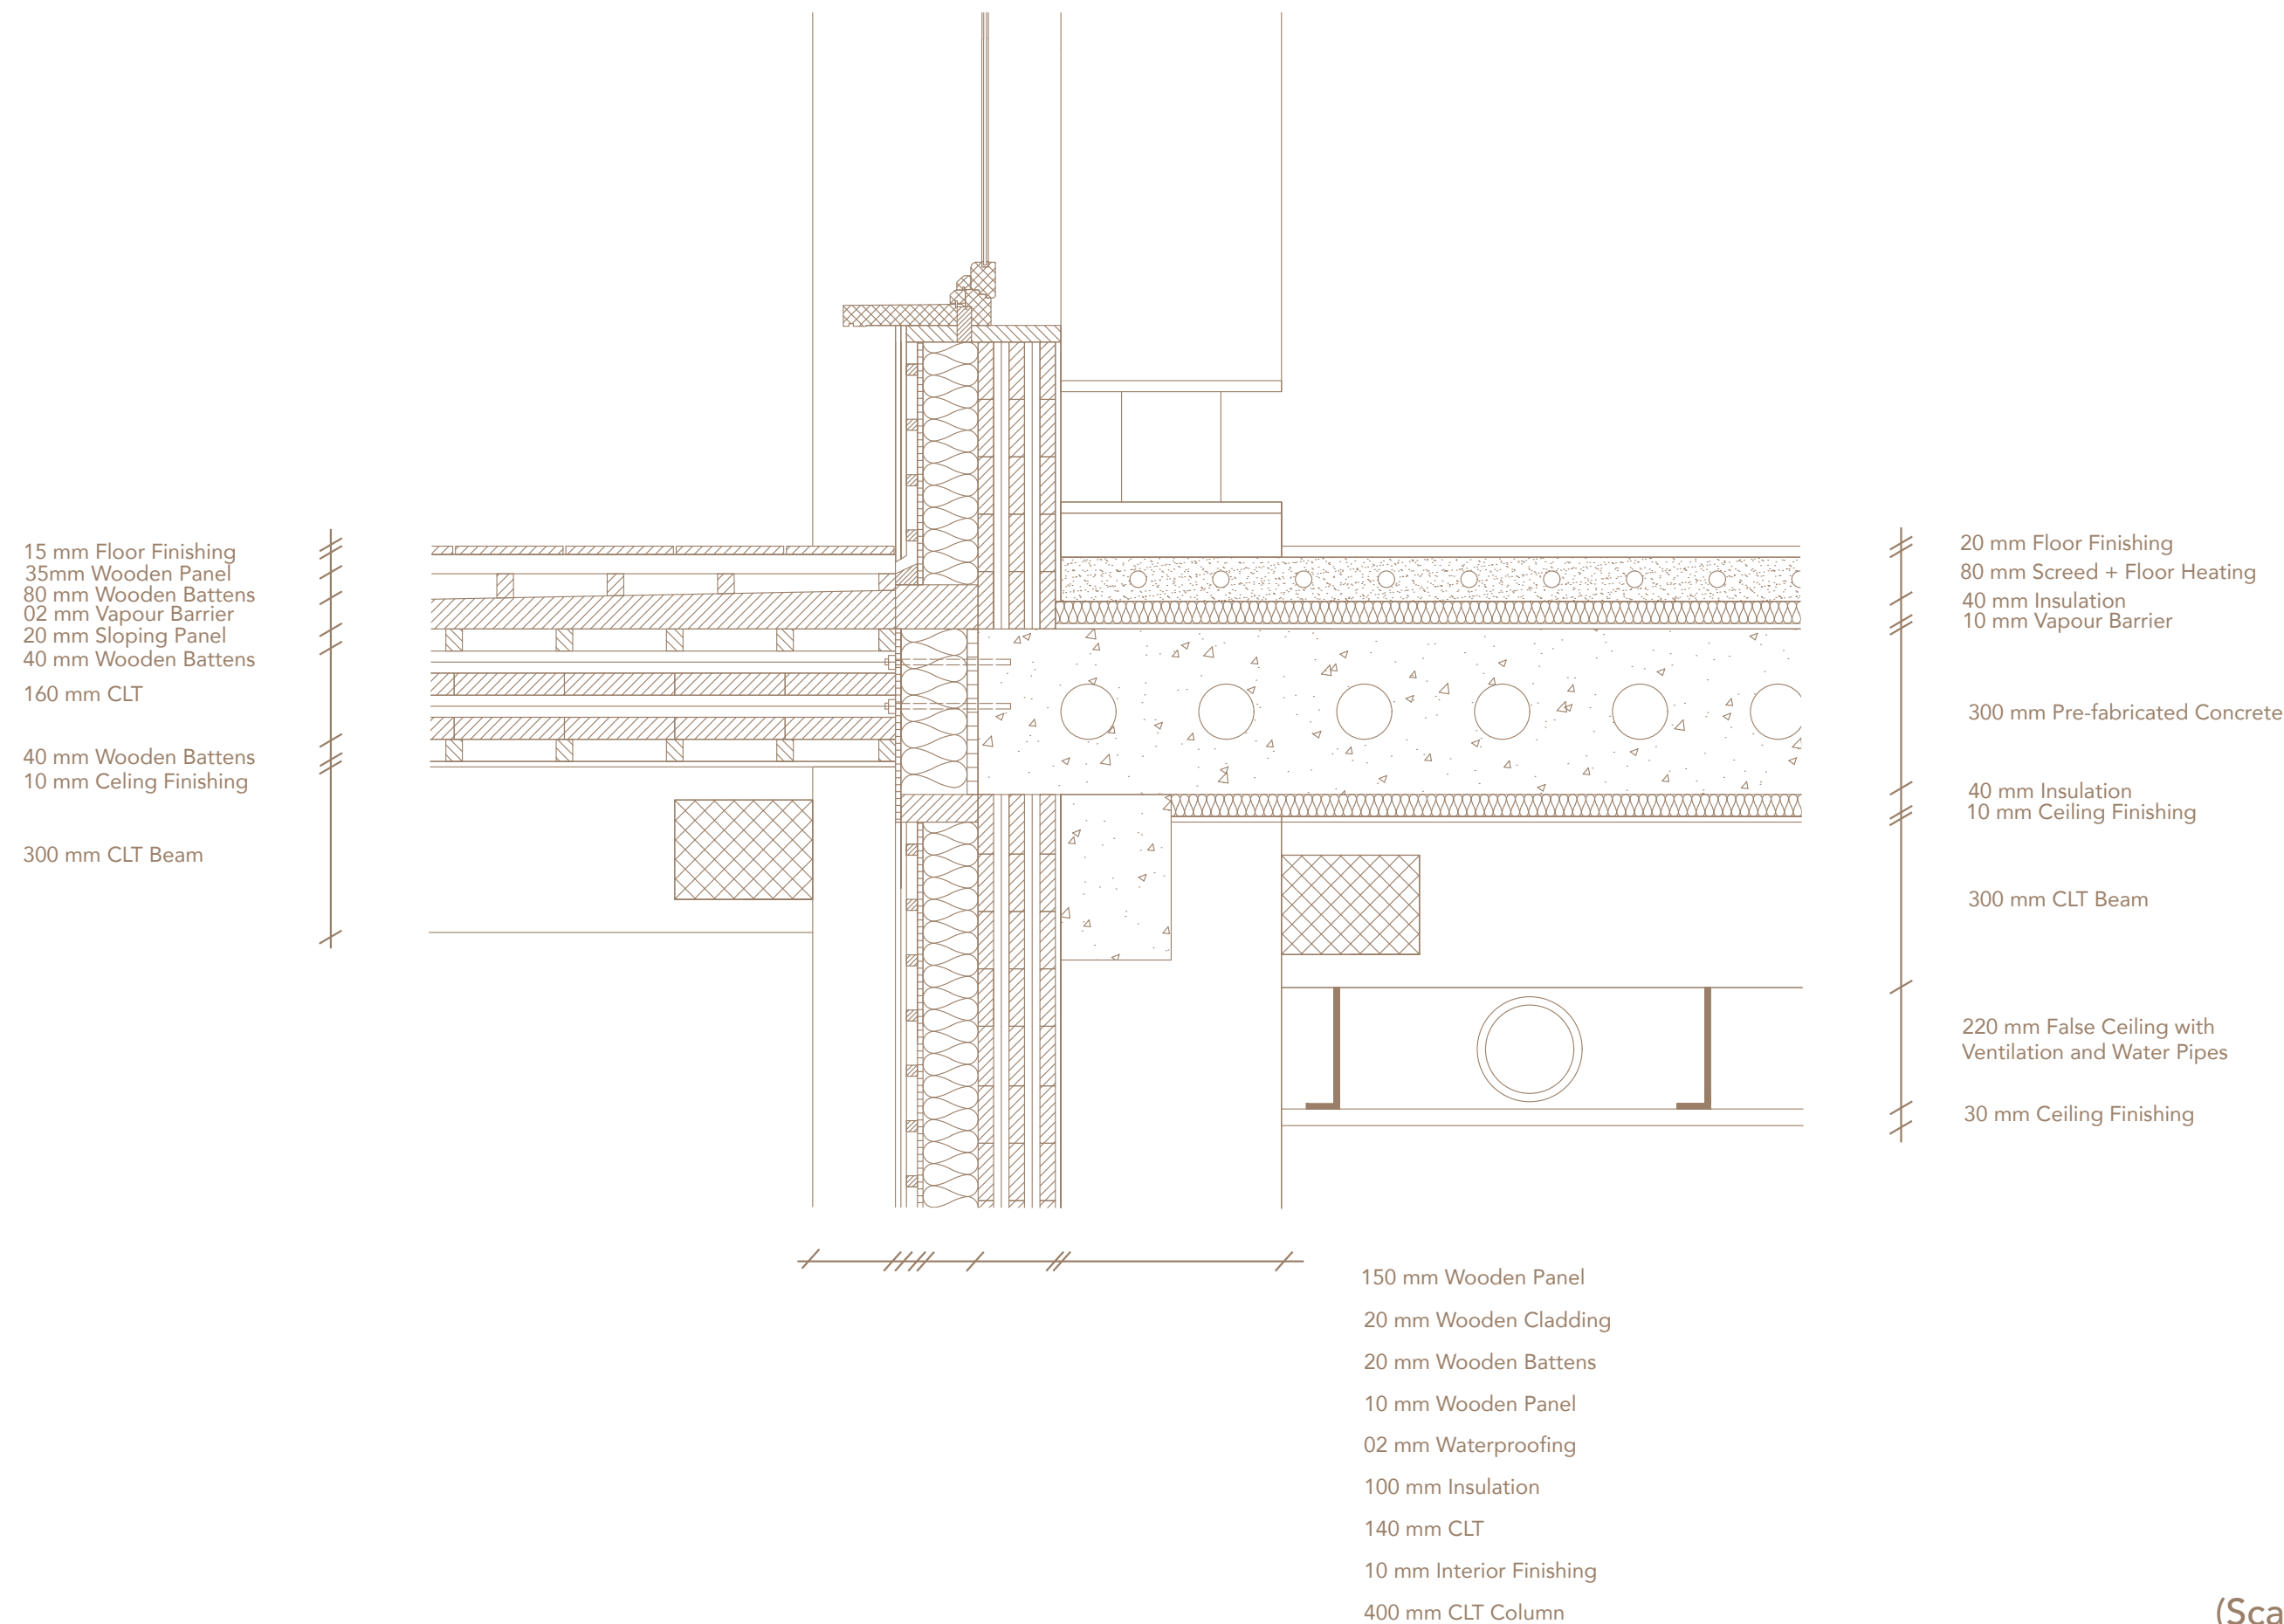 15 mm Floor Finishing
35mm Wooden Panel
80 mm Wooden Battens
02 mm Vapour Barrier
20 mm Sloping Panel
40 mm Wooden Battens
160 mm CLT
40 mm Wooden Battens
10 mm Celing Finishing
300 mm CLT Beam
20 mm Floor Finishing
80 mm Screed + Floor Heating
40 mm Insulation
10 mm Vapour Barrier
300 mm Pre-fabricated Concrete
40 mm Insulation
10 mm Ceiling Finishing
300 mm CLT Beam
220 mm False Ceiling with
Ventilation and Water Pipes
30 mm Ceiling Finishing
150 mm Wooden Panel
20 mm Wooden Cladding
20 mm Wooden Battens
10 mm Wooden Panel
02 mm Waterproofing
100 mm Insulation
140 mm CLT
10 mm Interior Finishing
400 mm CLT Column
(Sca